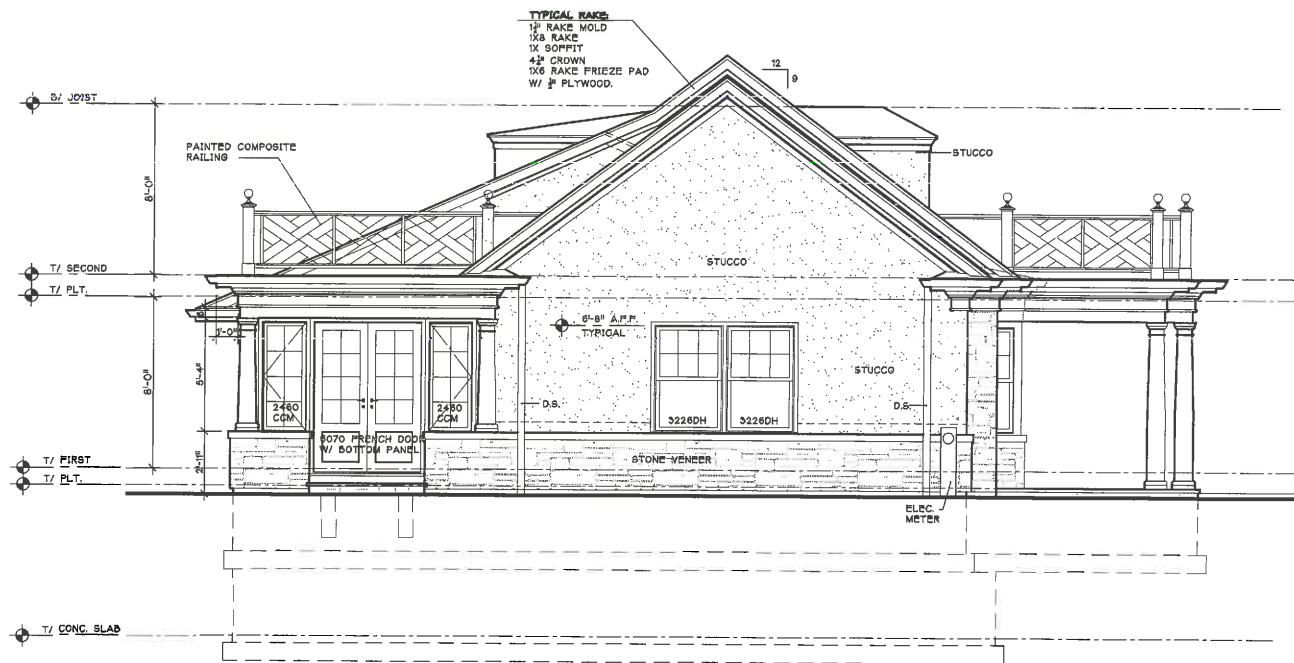 TYPICAL RAKE:
1½" RAKE MOLD
1X8 RAKE
1X SOFFIT
4½" CROWN
1X6 RAKE FRIEZE PAD
W/ ½" PLYWOOD.
12
9
B/ JOIST
PAINTED COMPOSITE
RAILING
STUCCO
8'-0"
T/ SECOND
T/ PLT.
STUCCO
6'-8" A.F.F.
TYPICAL
1'-0"
8'-0"
5'-4"
STUCCO
2460
CCM
2460
CCM
D.S.
D.S.
3226DH
3226DH
6070 FRENCH DOOR
W/ BOTTOM PANEL
STONE VENEER
T/ FIRST
2'-1"
T/ PLT.
ELEC.
METER
T/ CONC. SLAB